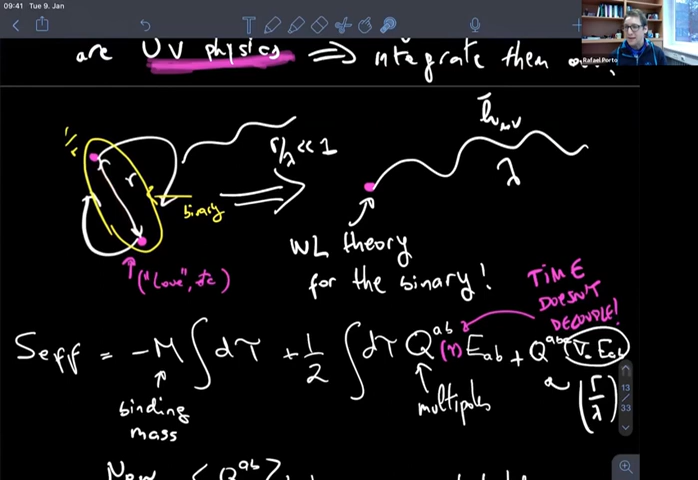 09:41 Tue 9. Jan
Rafael Porto
are UV physics ⟹ integrate them
r/λ << 1
h̄μν
r r
λ
binary
WL theory
for the binary!
("Love", etc)
TIME
DOESN'T
DECOUPLE!
Seff = -M ∫dτ + 1/2 ∫dτ Q^ab(τ) E_ab + Q^abc ∇c E_ab
binding
mass
multipoles
(r/λ)
13
/
33
New <Q^ab>